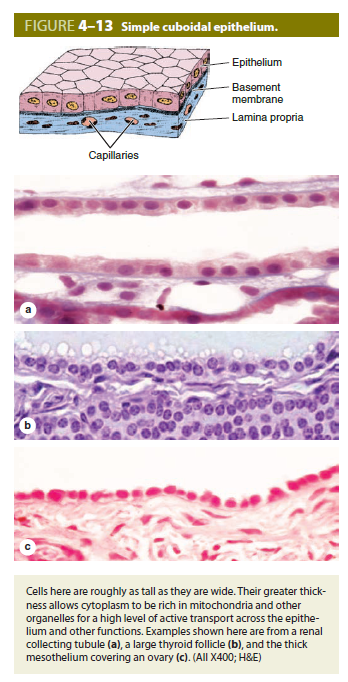 FIGURE 4–13 Simple cuboidal epithelium.
Epithelium
Basement
membrane
Lamina propria
Capillaries
a
b
c
Cells here are roughly as tall as they are wide. Their greater thick-
ness allows cytoplasm to be rich in mitochondria and other
organelles for a high level of active transport across the epithe-
lium and other functions. Examples shown here are from a renal
collecting tubule (a), a large thyroid follicle (b), and the thick
mesothelium covering an ovary (c). (All X400; H&E)